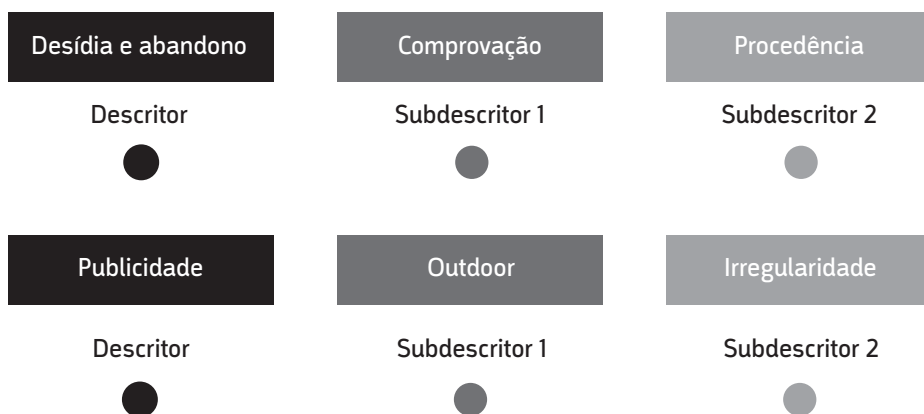 Desídia e abandono Comprovação Procedência
Descritor Subdescritor 1 Subdescritor 2
Publicidade Outdoor Irregularidade
Descritor Subdescritor 1 Subdescritor 2